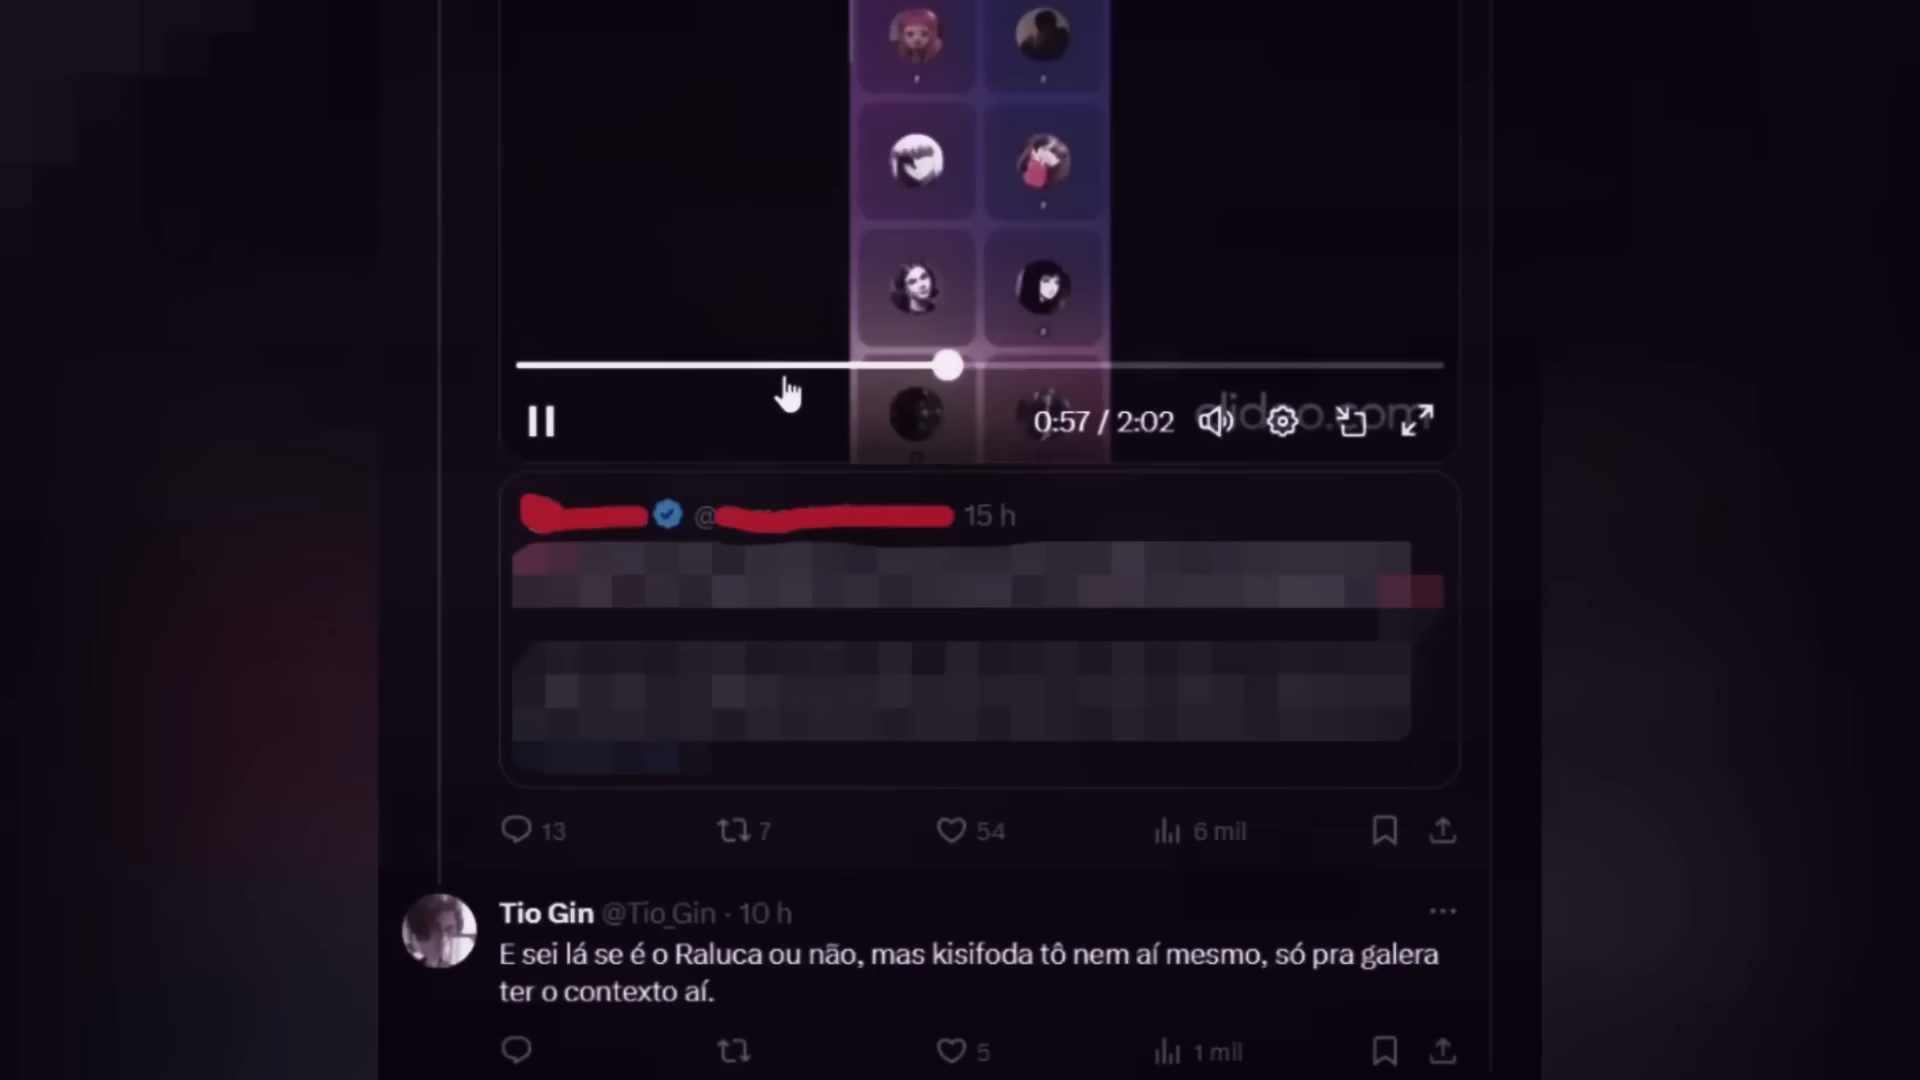 0:57 / 2:02
@ 15 h
13 7 54 6 mil
Tio Gin @Tio_Gin · 10 h
E sei lá se é o Raluca ou não, mas kisifoda tô nem aí mesmo, só pra galera
ter o contexto aí.
5 1 mil